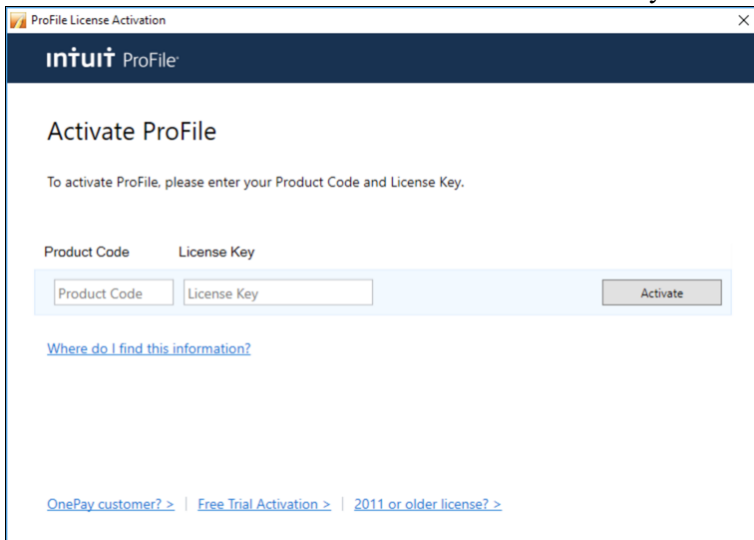 ProFile License Activation
ıntuıt ProFile
Activate ProFile
To activate ProFile, please enter your Product Code and License Key.
Product Code License Key
Product Code License Key Activate
Where do I find this information?
OnePay customer? > | Free Trial Activation > | 2011 or older license? >